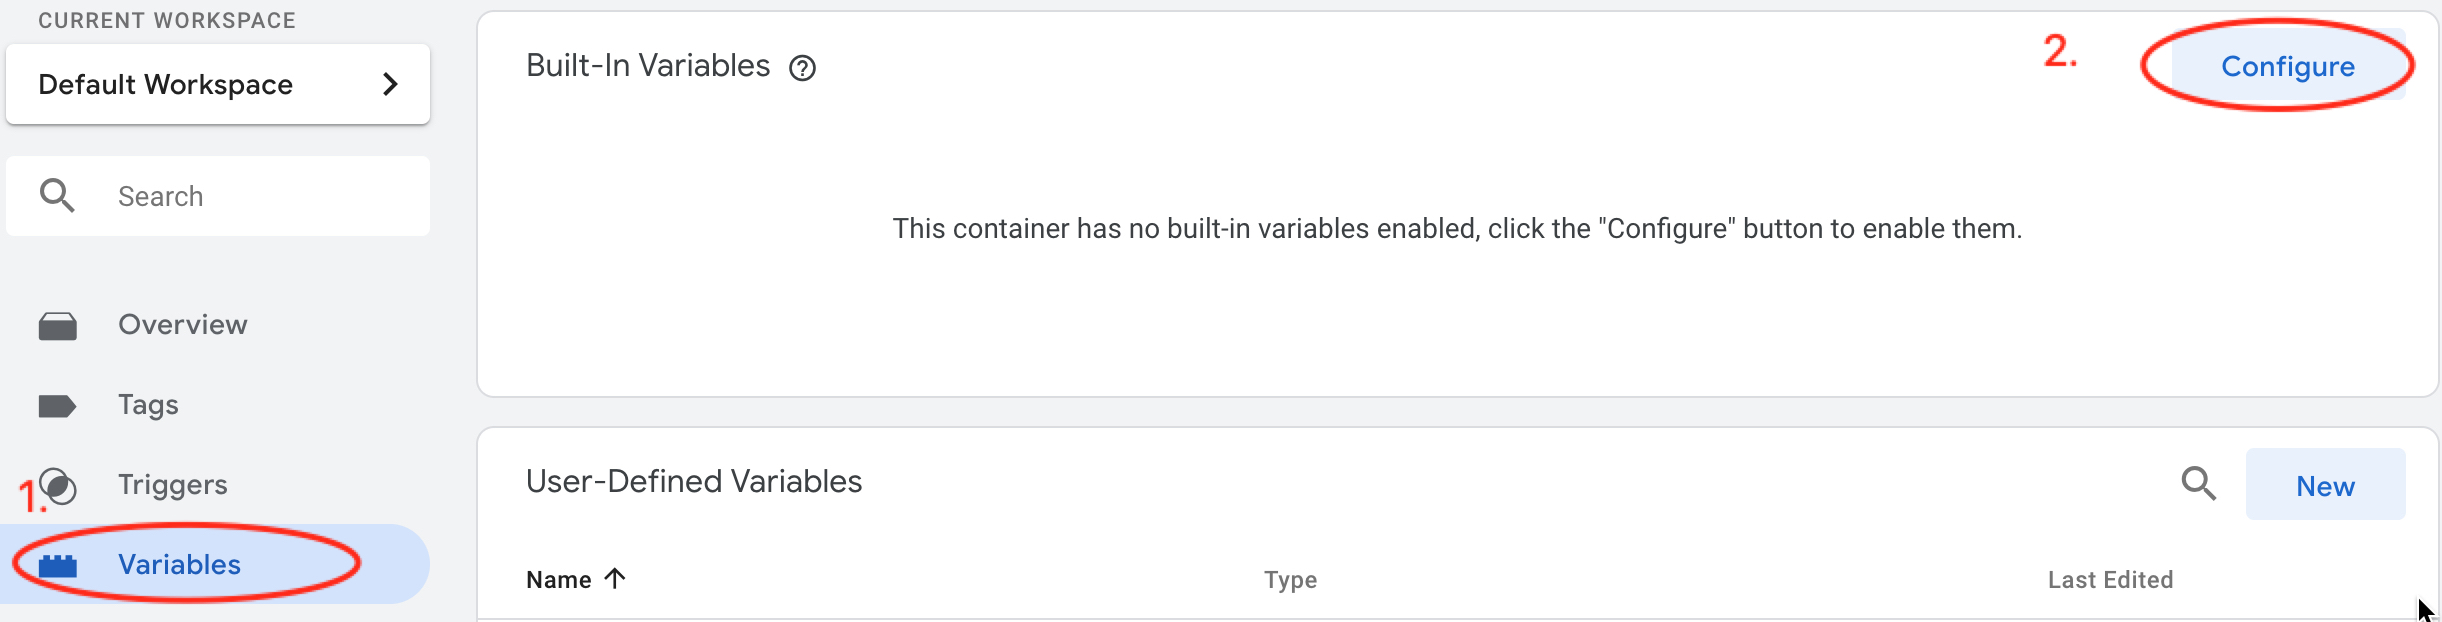 CURRENT WORKSPACE
Default Workspace
Search
Overview
Tags
1.
Triggers
Variables
Built-In Variables
2.
Configure
This container has no built-in variables enabled, click the "Configure" button to enable them.
User-Defined Variables
New
Name
Type
Last Edited